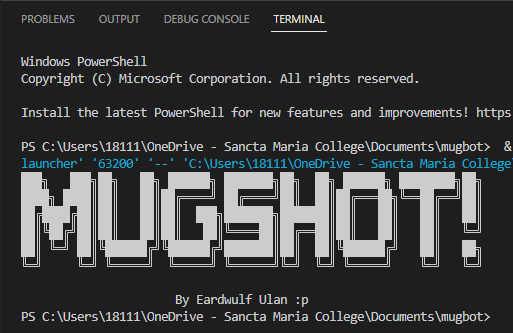 PROBLEMS OUTPUT DEBUG CONSOLE TERMINAL
Windows PowerShell
Copyright (C) Microsoft Corporation. All rights reserved.
Install the latest PowerShell for new features and improvements! https
PS C:\Users\18111\OneDrive - Sancta Maria College\Documents\mugbot> &
launcher' '63200' '--' 'C:\Users\18111\OneDrive - Sancta Maria College
MUGSHOT!
By Eardwulf Ulan :p
PS C:\Users\18111\OneDrive - Sancta Maria College\Documents\mugbot>